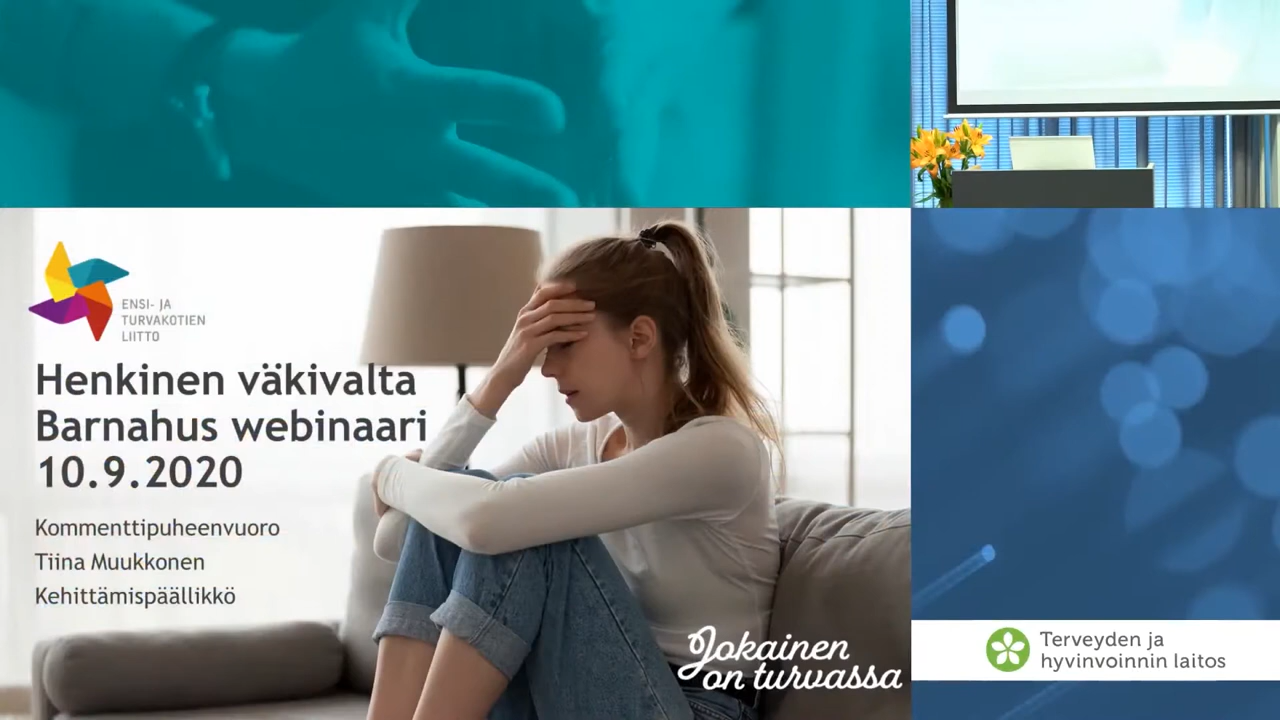 ENSI- JA
TURVAKOTIEN
LIITTO
Henkinen väkivalta
Barnahus webinaari
10.9.2020
Kommenttipuheenvuoro
Tiina Muukkonen
Kehittämispäällikkö
Jokainen
on turvassa
Terveyden ja
hyvinvoinnin laitos